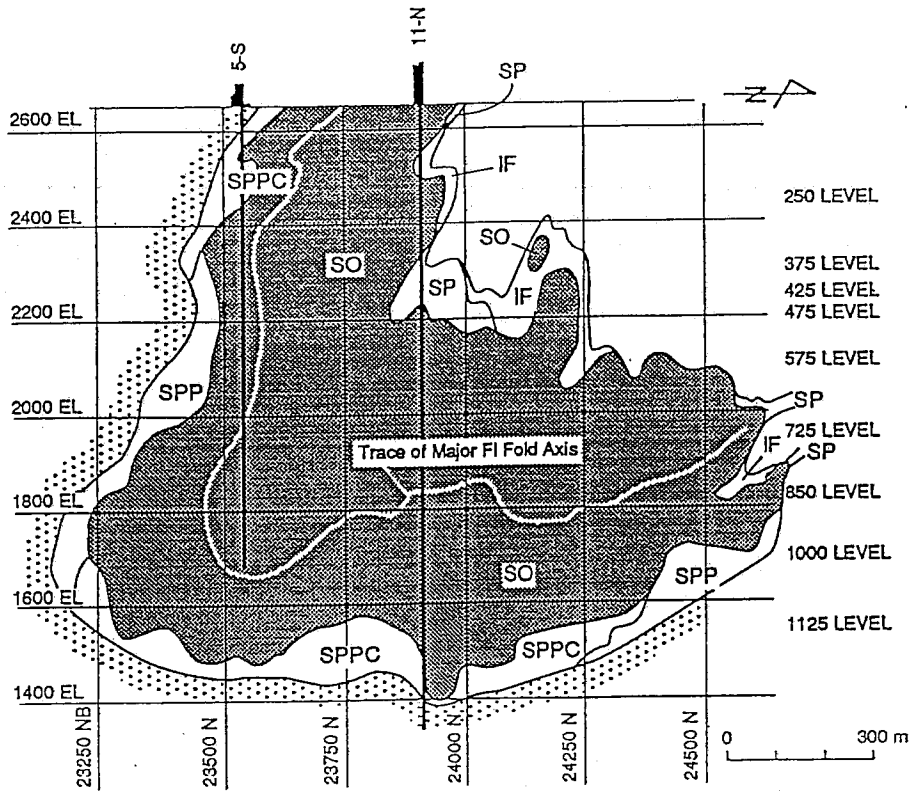 5-S
11-N
SP
N
2600 EL
IF
SPPC
250 LEVEL
2400 EL
SO
SO
375 LEVEL
SP
IF
425 LEVEL
2200 EL
475 LEVEL
575 LEVEL
SPP
2000 EL
SP
725 LEVEL
Trace of Major FI Fold Axis
IF
SP
1800 EL
850 LEVEL
1000 LEVEL
SO
SPP
1600 EL
1125 LEVEL
SPPC
SPPC
1400 EL
23250 NB
23500 N
23750 N
24000 N
24250 N
24500 N
0
300 m